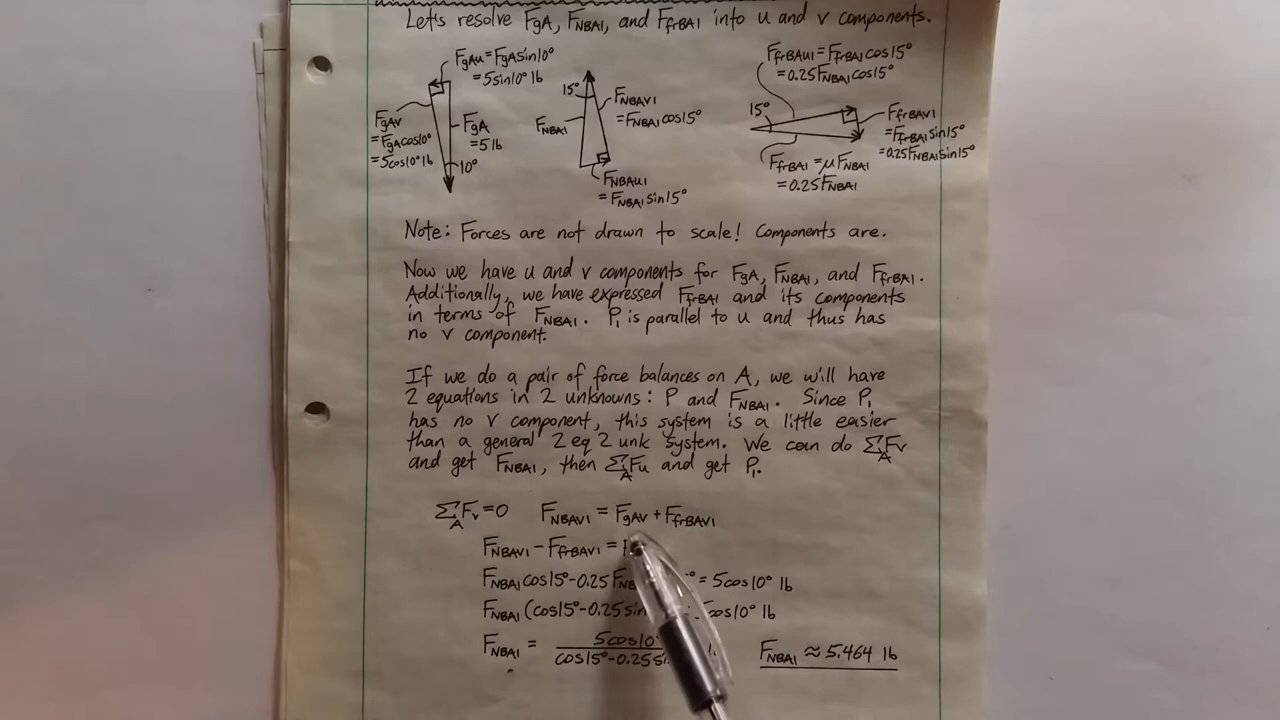 Let's resolve FgA, FNBA1, and FfrBA1 into u and v components.
FgAu = FgAsin10°
= 5sin10° lb
FgAv
= FgAcos10°
= 5cos10° lb
FgA
= 5 lb
10°
15°
FNBA1
FNBAV1
= FNBA1cos15°
FNBAU1
= FNBA1sin15°
FfrBAU1 = FfrBA1cos15°
= 0.25FNBA1cos15°
15°
FfrBAV1
= FfrBA1sin15°
= 0.25FNBA1sin15°
FfrBA1 = μFNBA1
= 0.25FNBA1
Note: Forces are not drawn to scale! Components are.
Now we have u and v components for FgA, FNBA1, and FfrBA1.
Additionally, we have expressed FfrBA1 and its components
in terms of FNBA1. P1 is parallel to u and thus has
no v component.
If we do a pair of force balances on A, we will have
2 equations in 2 unknowns: P and FNBA1. Since P1
has no v component, this system is a little easier
than a general 2 eq 2 unk system. We can do ΣFv
A
and get FNBA1, then ΣFu and get P1.
A
ΣFv = 0 FNBAV1 = FgAV + FfrBAV1
A
FNBAV1 - FfrBAV1 =
FNBA1cos15° - 0.25 = 5cos10° lb
FNBA1(cos15° - 0.25 cos10° lb
FNBA1 = 5cos10°
cos15° - 0.25
FNBA1 ≈ 5.464 lb